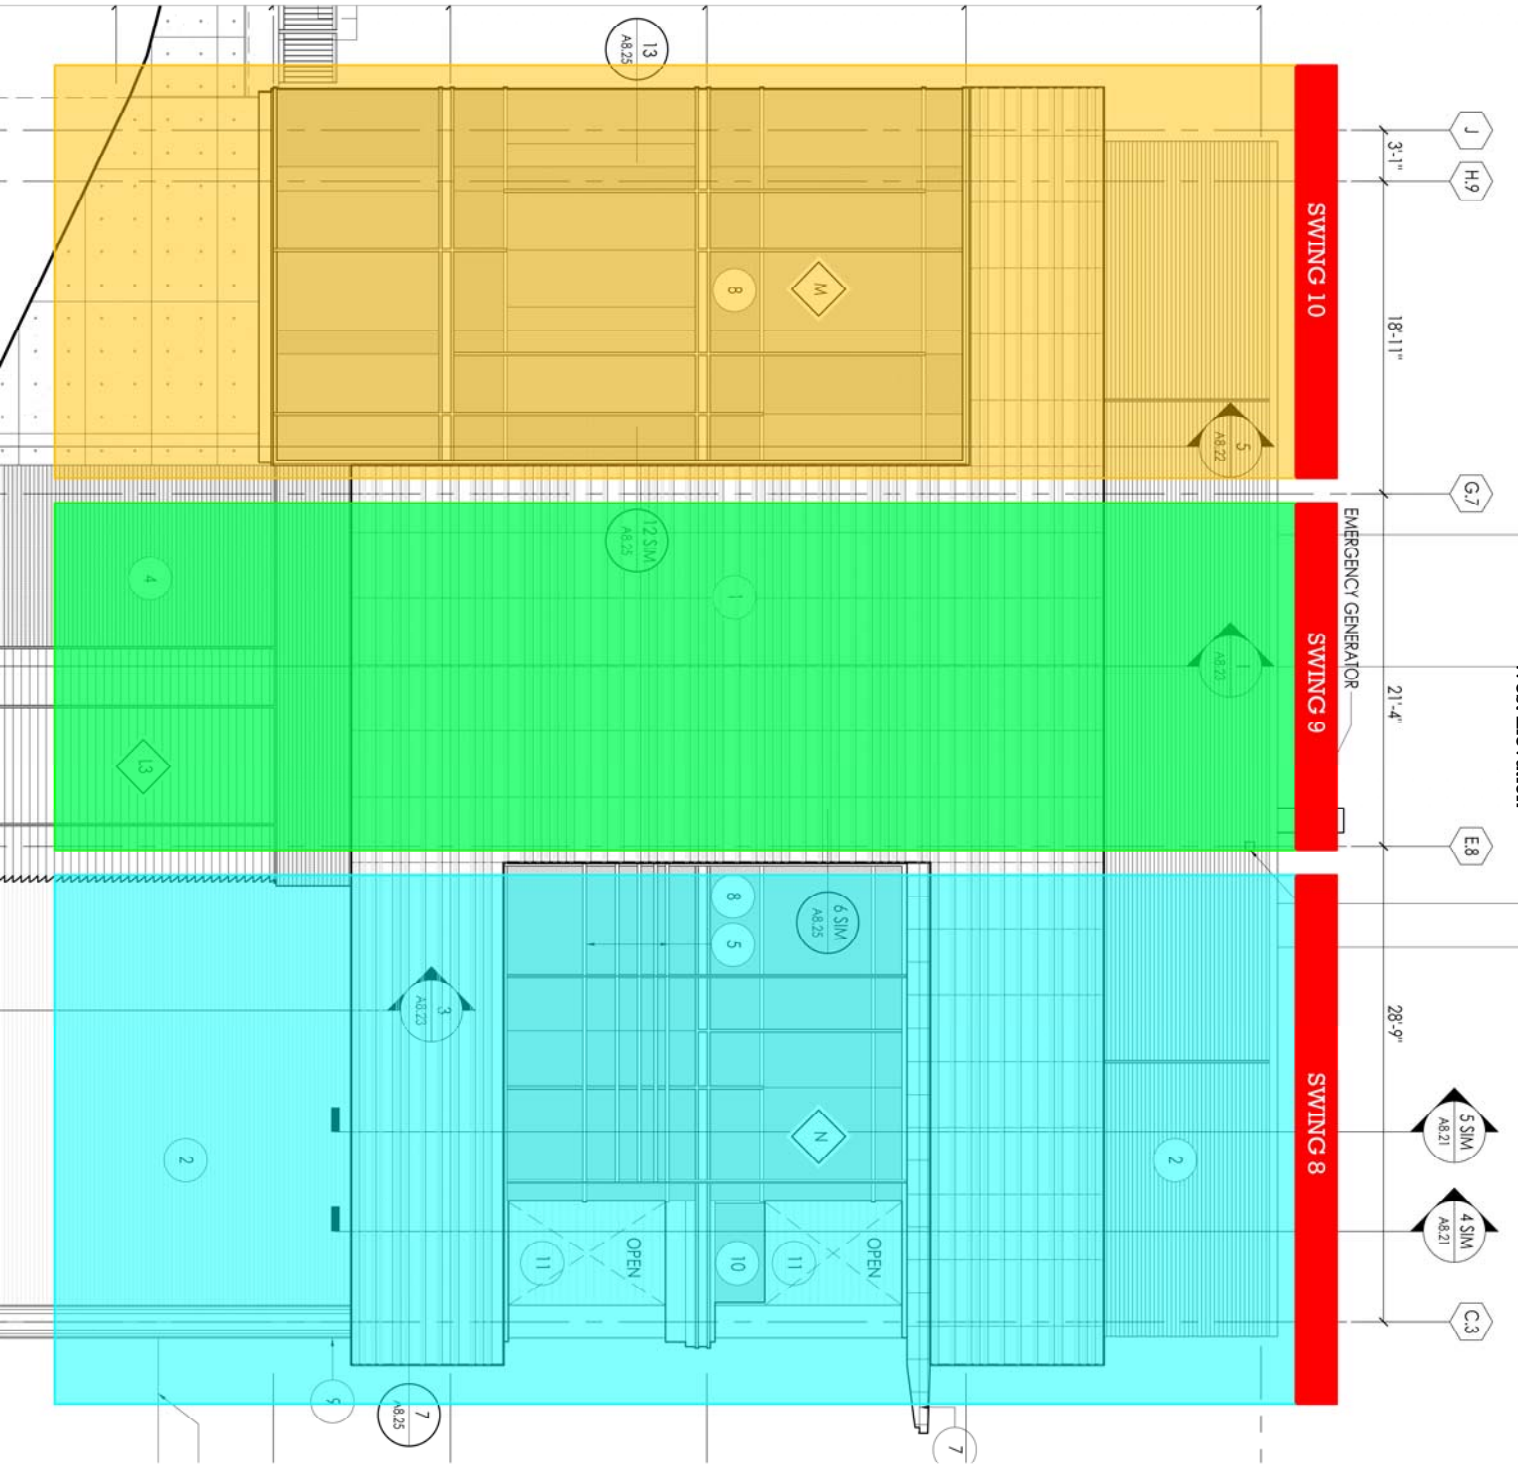 J
H.9
G.7
E.8
C.3
3'-1"
18'-11"
21'-4"
28'-9"
5 SIM
A8.21
4 SIM
A8.21
EMERGENCY GENERATOR
SWING 10
SWING 9
SWING 8
5
A8.22
1
A8.23
2
M
N
8
1
8
5
6 SIM
A8.25
OPEN
11
10
OPEN
11
7
13
A8.25
12 SIM
A8.25
3
A8.23
7
A8.25
9
4
L3
2